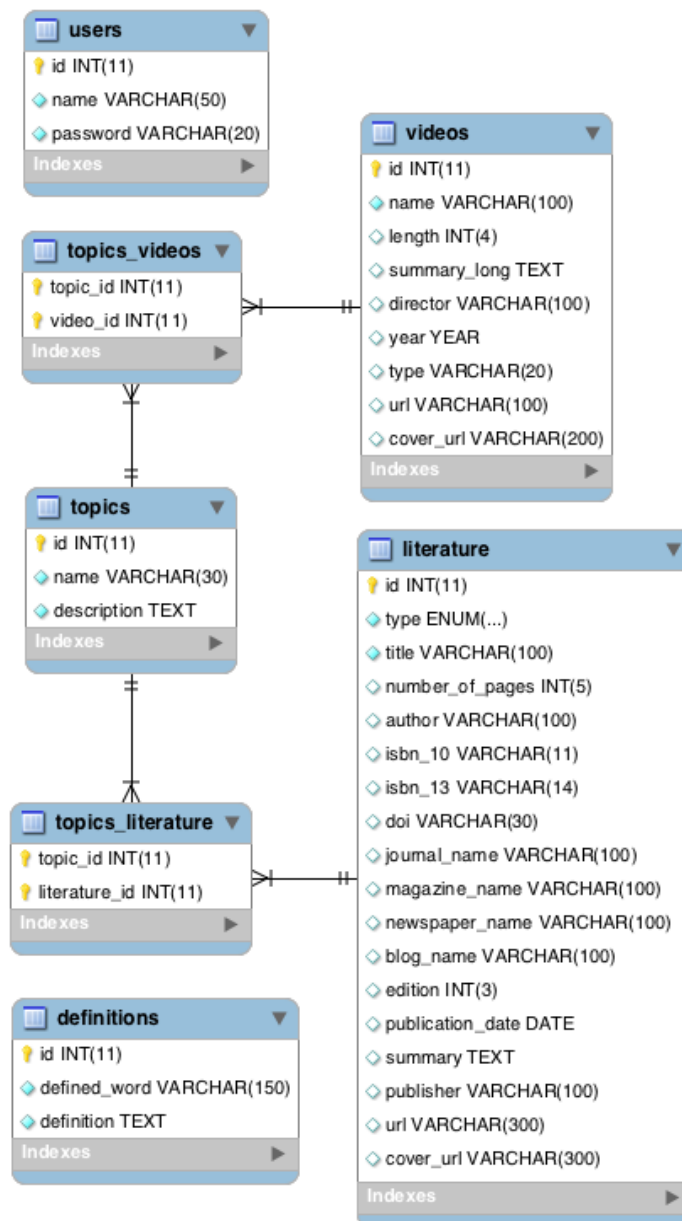 users
id INT(11)
name VARCHAR(50)
password VARCHAR(20)
Indexes
videos
id INT(11)
name VARCHAR(100)
length INT(4)
summary_long TEXT
director VARCHAR(100)
year YEAR
type VARCHAR(20)
url VARCHAR(100)
cover_url VARCHAR(200)
Indexes
topics_videos
topic_id INT(11)
video_id INT(11)
Indexes
topics
id INT(11)
name VARCHAR(30)
description TEXT
Indexes
literature
id INT(11)
type ENUM(...)
title VARCHAR(100)
number_of_pages INT(5)
author VARCHAR(100)
isbn_10 VARCHAR(11)
isbn_13 VARCHAR(14)
doi VARCHAR(30)
journal_name VARCHAR(100)
magazine_name VARCHAR(100)
newspaper_name VARCHAR(100)
blog_name VARCHAR(100)
edition INT(3)
publication_date DATE
summary TEXT
publisher VARCHAR(100)
url VARCHAR(300)
cover_url VARCHAR(300)
Indexes
topics_literature
topic_id INT(11)
literature_id INT(11)
Indexes
definitions
id INT(11)
defined_word VARCHAR(150)
definition TEXT
Indexes